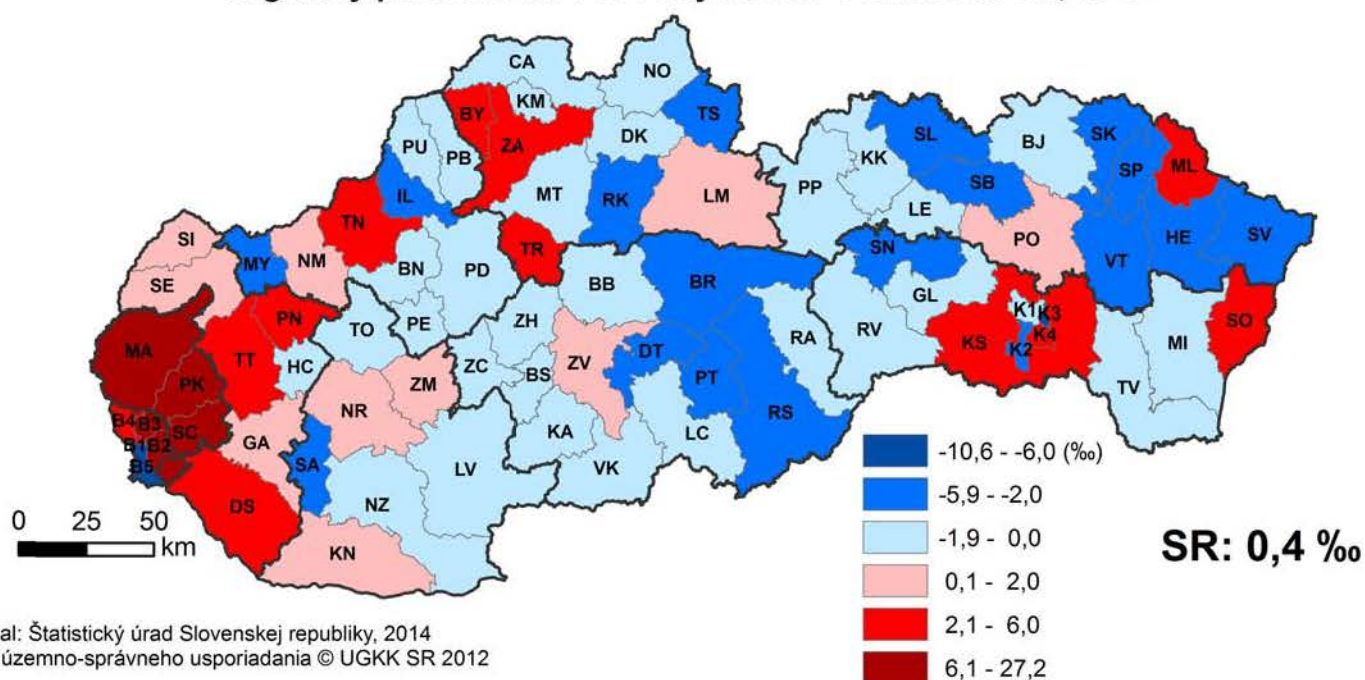 CA
NO
KM
BY
TS
ZA
DK
PU
PB
SL
BJ
SK
KK
SP
ML
MT
IL
RK
LM
PP
SB
LE
TN
TR
PO
HE
SV
SI
NM
MY
SN
VT
BN
PD
BB
BR
GL
SE
PN
TO
PE
ZH
RA
RV
K1
K3
K4
K2
KS
SO
MI
TV
MA
TT
HC
ZC
BS
ZV
DT
PT
PK
ZM
NR
RS
B4
B3
SC
B1
B2
B5
GA
KA
LC
SA
LV
VK
DS
NZ
KN
0 25 50
km
-10,6 - -6,0 (‰)
-5,9 - -2,0
-1,9 - 0,0
0,1 - 2,0
2,1 - 6,0
6,1 - 27,2
SR: 0,4 ‰
al: Štatistický úrad Slovenskej republiky, 2014
územno-správneho usporiadania © UGKK SR 2012